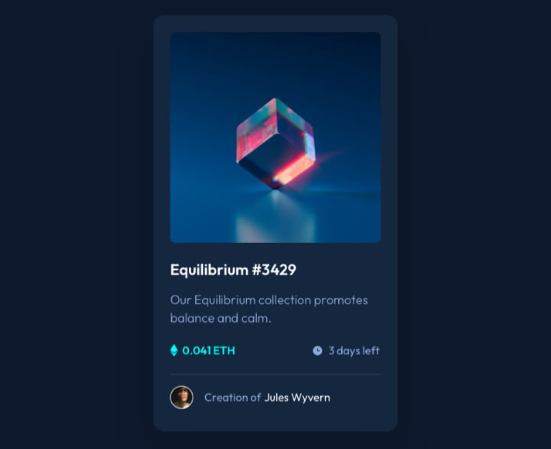 Equilibrium #3429
Our Equilibrium collection promotes
balance and calm.
0.041 ETH
3 days left
Creation of Jules Wyvern